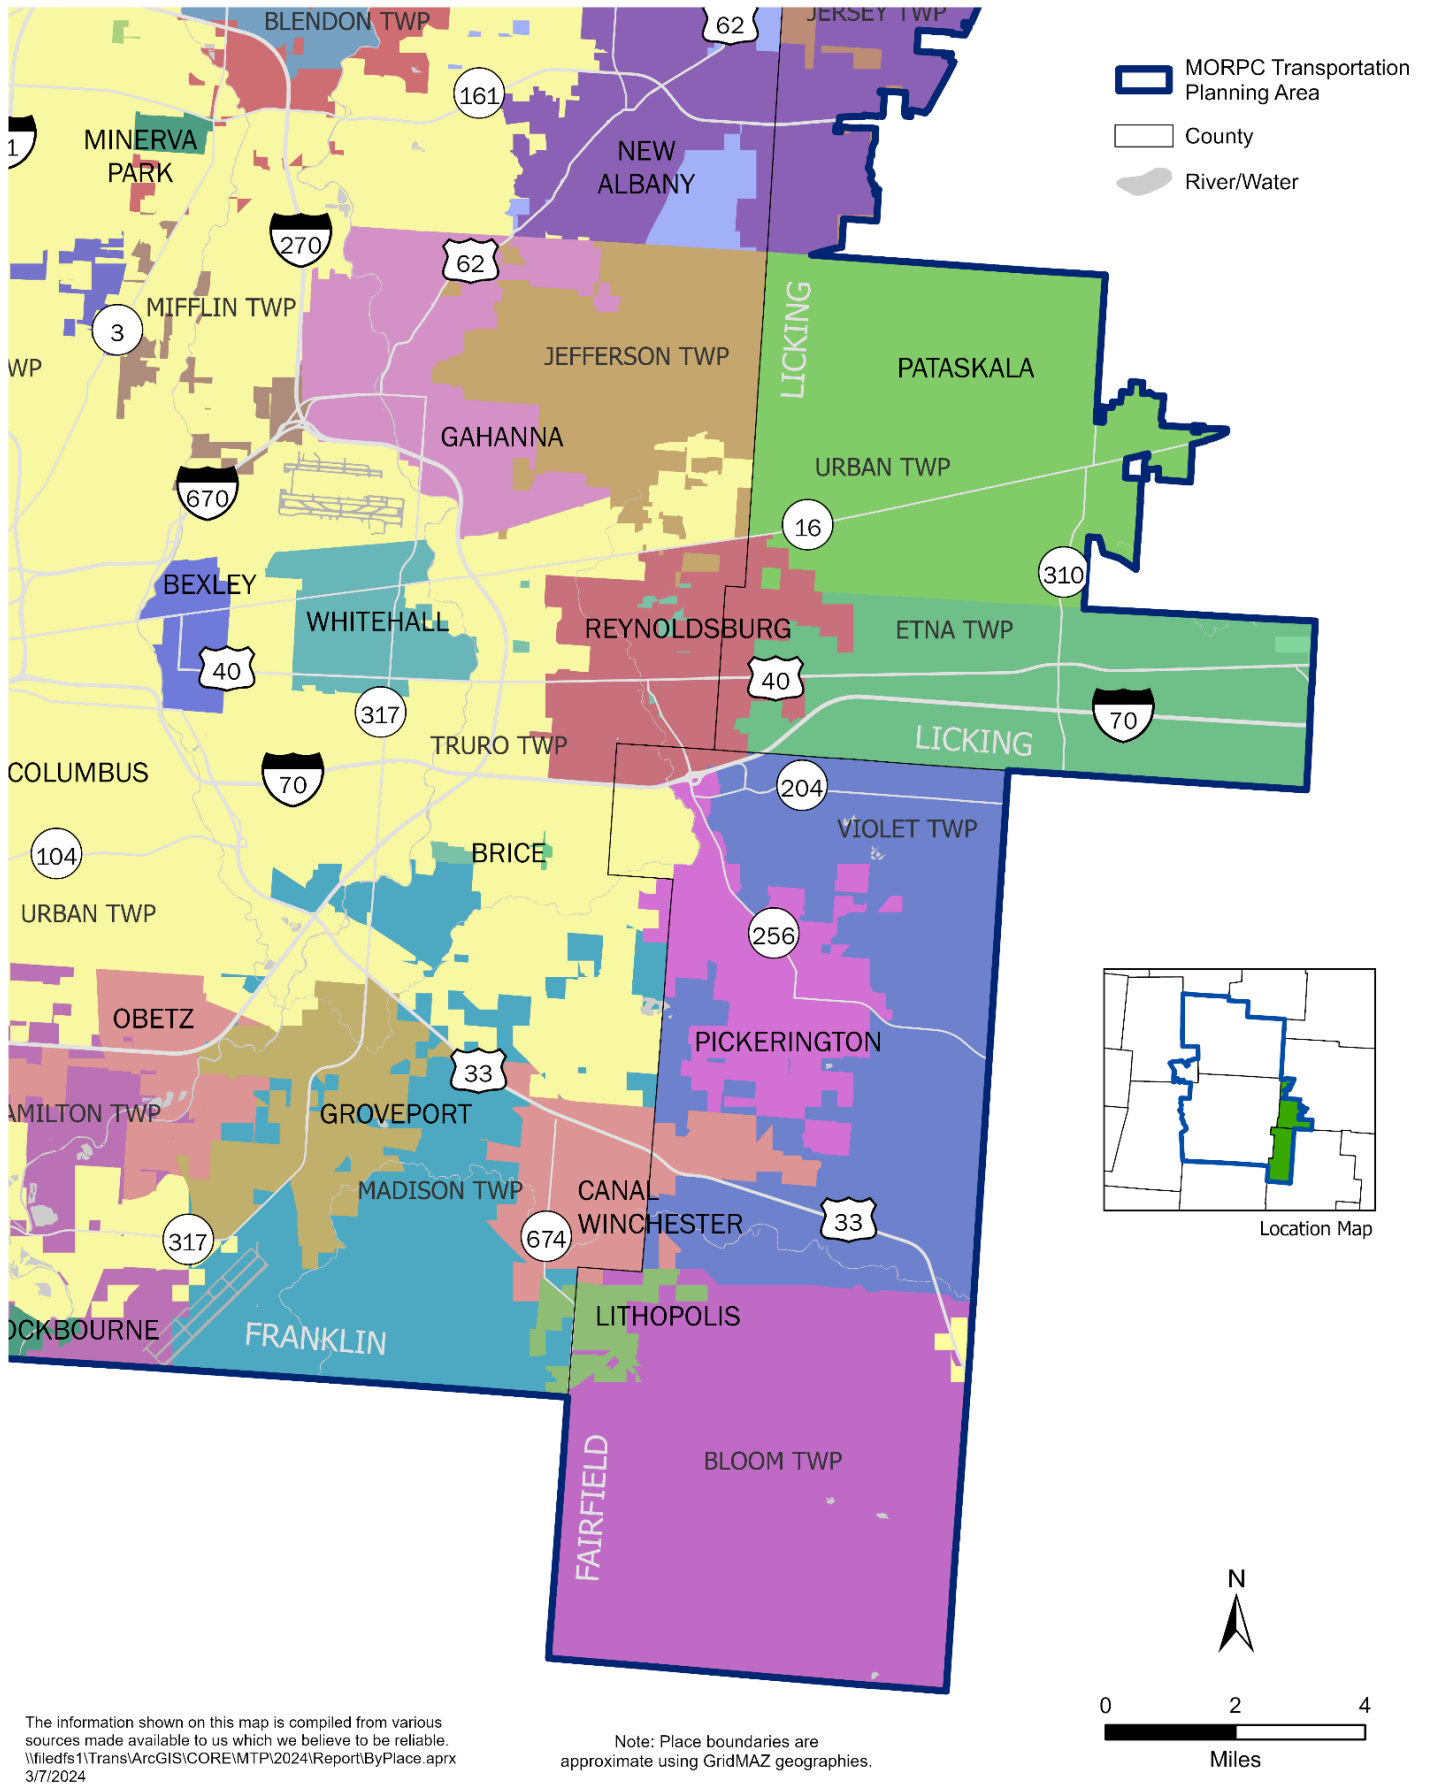 BLENDON TWP
62
JERSEY TWP
MORPC Transportation
Planning Area
161
1
MINERVA
PARK
NEW
ALBANY
County
River/Water
270
62
MIFFLIN TWP
3
LICKING
JEFFERSON TWP
WP
PATASKALA
GAHANNA
URBAN TWP
670
16
BEXLEY
310
WHITEHALL
REYNOLDSBURG
ETNA TWP
40
40
317
70
LICKING
TRURO TWP
COLUMBUS
70
204
VIOLET TWP
104
BRICE
URBAN TWP
256
OBETZ
PICKERINGTON
33
AMILTON TWP
GROVEPORT
MADISON TWP
CANAL
WINCHESTER
33
317
674
Location Map
OCKBOURNE
FRANKLIN
LITHOPOLIS
BLOOM TWP
FAIRFIELD
N
0 2 4
Miles
The information shown on this map is compiled from various
sources made available to us which we believe to be reliable.
\\filedfs1\Trans\ArcGIS\CORE\MTP\2024\Report\ByPlace.aprx
3/7/2024
Note: Place boundaries are
approximate using GridMAZ geographies.